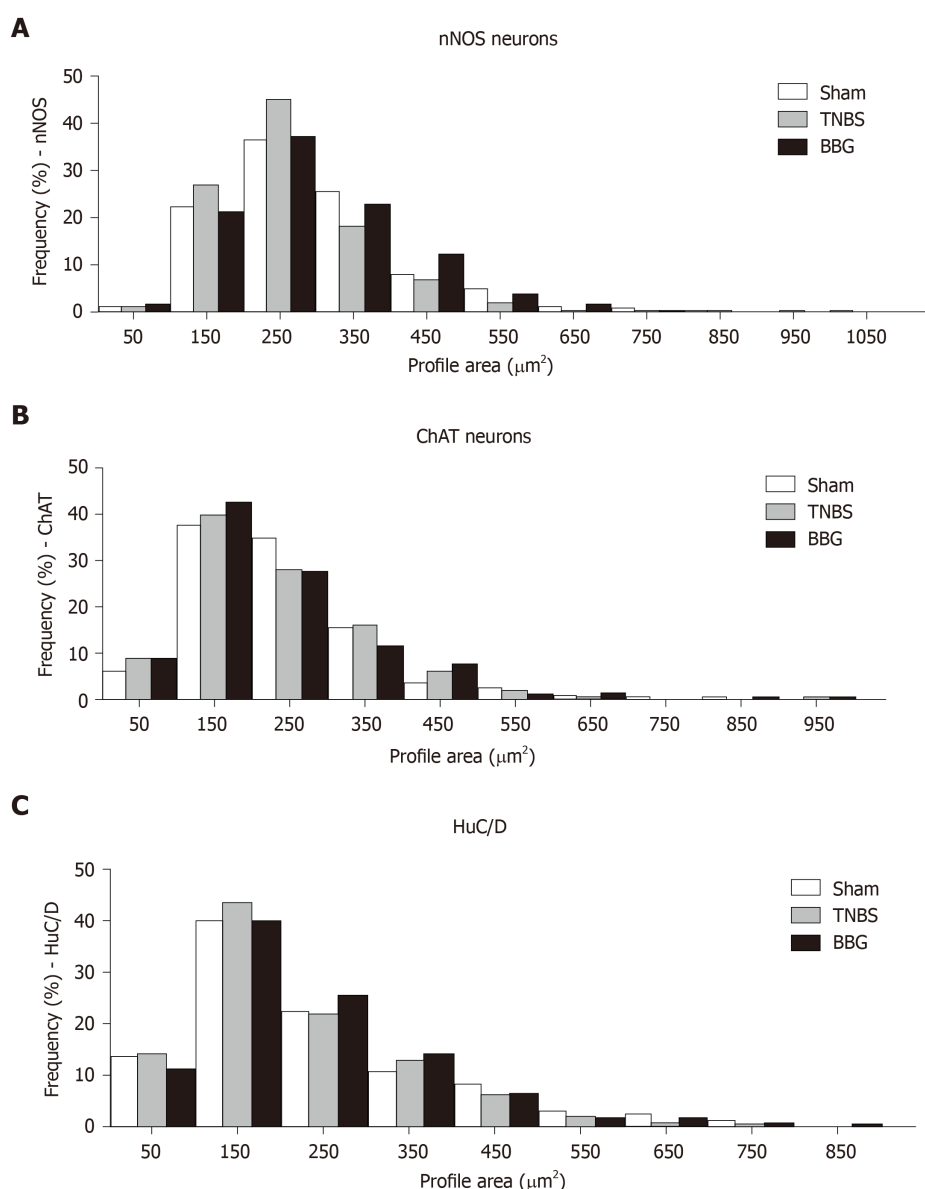 A
nNOS neurons
Frequency (%) - nNOS
50
40
30
20
10
0
Sham
TNBS
BBG
50 150 250 350 450 550 650 750 850 950 1050
Profile area (μm²)
B
ChAT neurons
Frequency (%) - ChAT
50
40
30
20
10
0
Sham
TNBS
BBG
50 150 250 350 450 550 650 750 850 950
Profile area (μm²)
C
HuC/D
Frequency (%) - HuC/D
50
40
30
20
10
0
Sham
TNBS
BBG
50 150 250 350 450 550 650 750 850
Profile area (μm²)